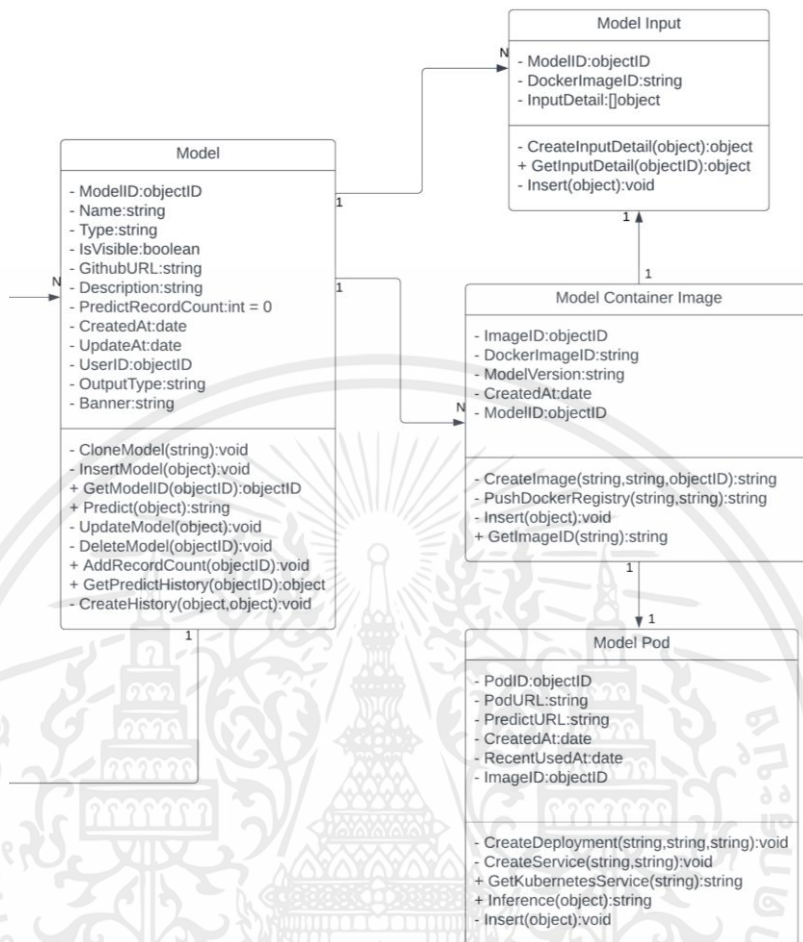 Model Input
- ModelID:objectID
- DockerImageID:string
- InputDetail:[]object
- CreateInputDetail(object):object
+ GetInputDetail(objectID):object
- Insert(object):void
N
1
1
1
Model
- ModelID:objectID
- Name:string
- Type:string
- IsVisible:boolean
- GithubURL:string
- Description:string
- PredictRecordCount:int = 0
- CreatedAt:date
- UpdateAt:date
- UserID:objectID
- OutputType:string
- Banner:string
- CloneModel(string):void
- InsertModel(object):void
+ GetModelID(objectID):objectID
+ Predict(object):string
- UpdateModel(object):void
- DeleteModel(objectID):void
+ AddRecordCount(objectID):void
+ GetPredictHistory(objectID):object
- CreateHistory(object,object):void
N
1
1
Model Container Image
- ImageID:objectID
- DockerImageID:string
- ModelVersion:string
- CreatedAt:date
- ModelID:objectID
- CreateImage(string,string,objectID):string
- PushDockerRegistry(string,string):string
- Insert(object):void
+ GetImageID(string):string
N
1
1
Model Pod
- PodID:objectID
- PodURL:string
- PredictURL:string
- CreatedAt:date
- RecentUsedAt:date
- ImageID:objectID
- CreateDeployment(string,string,string):void
- CreateService(string,string):void
+ GetKubernetesService(string):string
+ Inference(object):string
- Insert(object):void